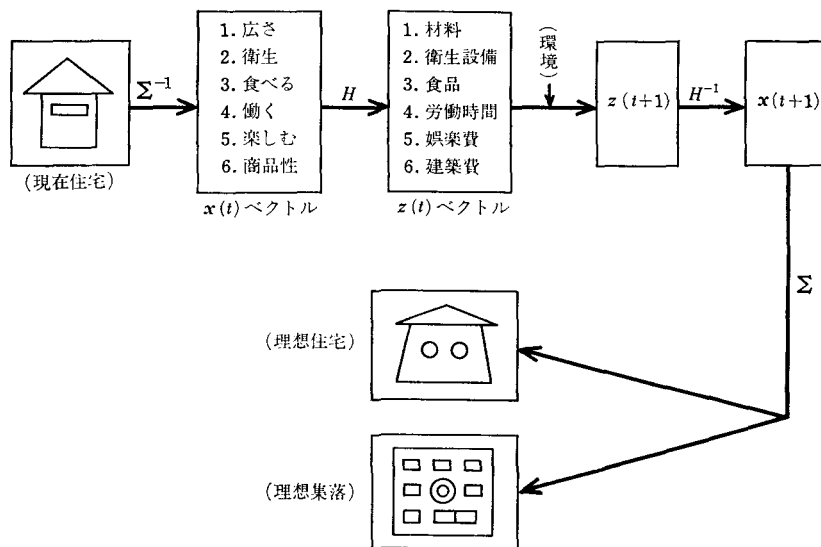 (現在住宅)
Σ⁻¹
1. 広さ
2. 衛生
3. 食べる
4. 働く
5. 楽しむ
6. 商品性
x(t)ベクトル
H
1. 材料
2. 衛生設備
3. 食品
4. 労働時間
5. 娯楽費
6. 建築費
z(t)ベクトル
(環境)
z(t+1)
H⁻¹
x(t+1)
Σ
(理想住宅)
(理想集落)